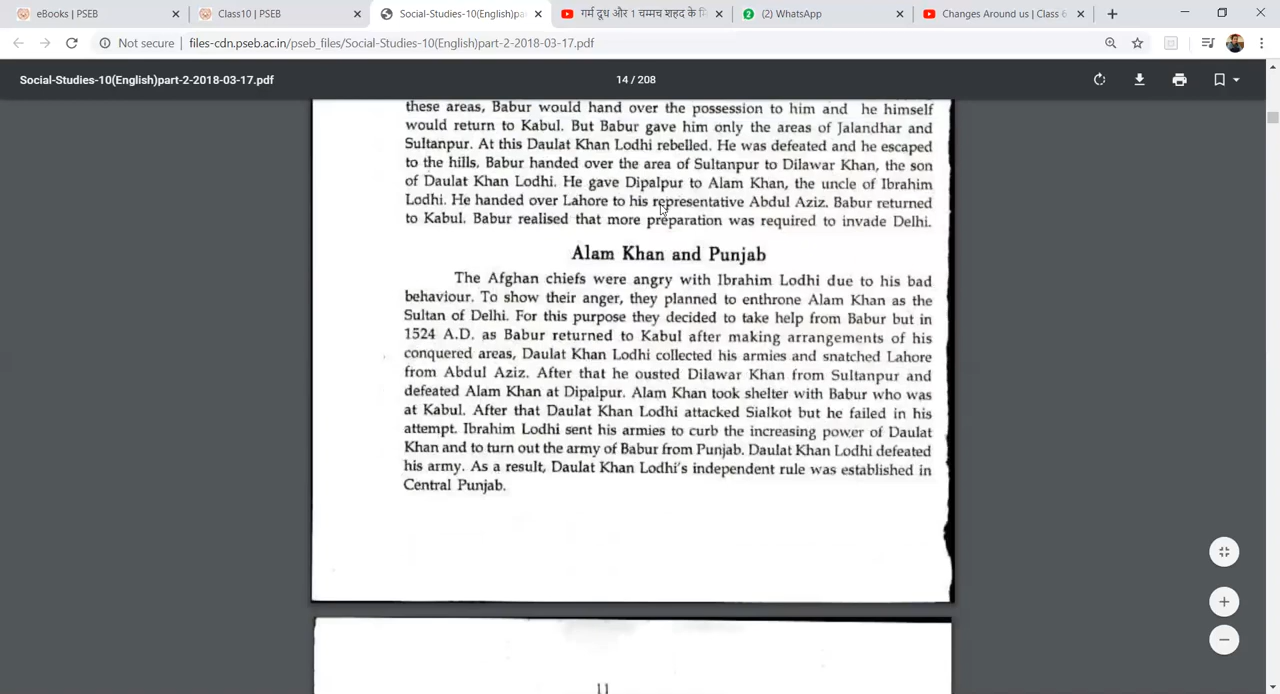 eBooks | PSEB
Class10 | PSEB
Social-Studies-10(English)par
गर्म दूध और 1 चम्मच शहद के
(2) WhatsApp
Changes Around us | Class 6
Not secure | files-cdn.pseb.ac.in/pseb_files/Social-Studies-10(English)part-2-2018-03-17.pdf
Social-Studies-10(English)part-2-2018-03-17.pdf
14 / 208
these areas, Babur would hand over the possession to him and he himself
would return to Kabul. But Babur gave him only the areas of Jalandhar and
Sultanpur. At this Daulat Khan Lodhi rebelled. He was defeated and he escaped
to the hills. Babur handed over the area of Sultanpur to Dilawar Khan, the son
of Daulat Khan Lodhi. He gave Dipalpur to Alam Khan, the uncle of Ibrahim
Lodhi. He handed over Lahore to his representative Abdul Aziz. Babur returned
to Kabul. Babur realised that more preparation was required to invade Delhi.
Alam Khan and Punjab
The Afghan chiefs were angry with Ibrahim Lodhi due to his bad
behaviour. To show their anger, they planned to enthrone Alam Khan as the
Sultan of Delhi. For this purpose they decided to take help from Babur but in
1524 A.D. as Babur returned to Kabul after making arrangements of his
conquered areas, Daulat Khan Lodhi collected his armies and snatched Lahore
from Abdul Aziz. After that he ousted Dilawar Khan from Sultanpur and
defeated Alam Khan at Dipalpur. Alam Khan took shelter with Babur who was
at Kabul. After that Daulat Khan Lodhi attacked Sialkot but he failed in his
attempt. Ibrahim Lodhi sent his armies to curb the increasing power of Daulat
Khan and to turn out the army of Babur from Punjab. Daulat Khan Lodhi defeated
his army. As a result, Daulat Khan Lodhi's independent rule was established in
Central Punjab.
11